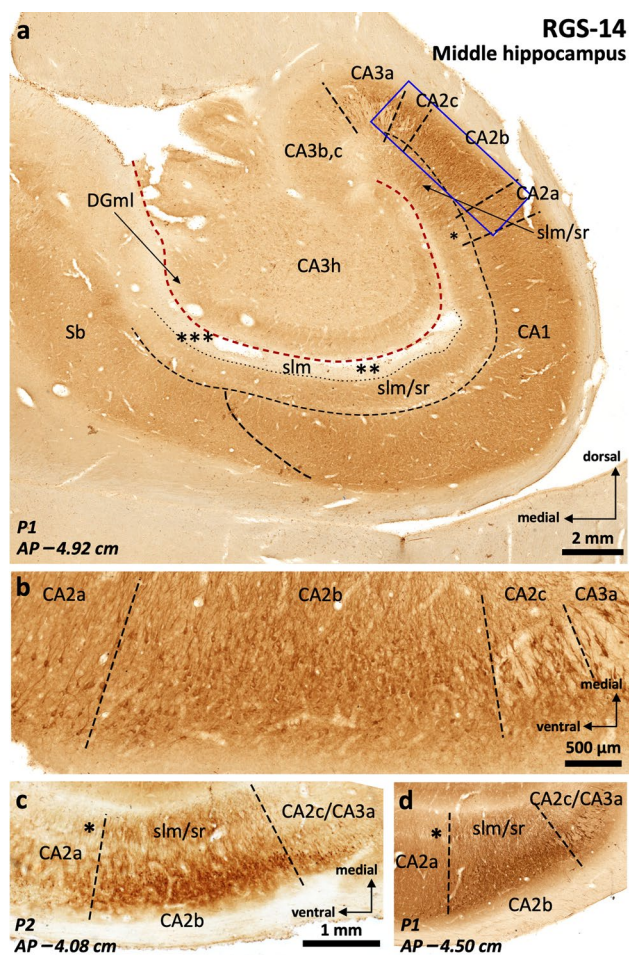 a
RGS-14
Middle hippocampus
CA3a
CA2c
CA2b
CA3b,c
CA2a
DGml
slm/sr
*
CA3h
Sb
CA1
***
slm
**
slm/sr
dorsal
medial
P1
AP −4.92 cm
2 mm
b
CA2a
CA2b
CA2c
CA3a
medial
ventral
500 µm
c
CA2c/CA3a
*
slm/sr
CA2a
medial
CA2b
ventral
P2
AP −4.08 cm
1 mm
d
CA2c/CA3a
*
slm/sr
CA2a
CA2b
P1
AP −4.50 cm